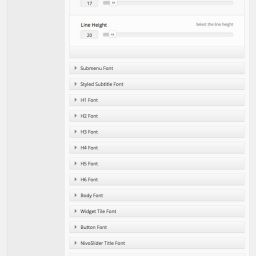 17
Line Height
Select the line height
20
Submenu Font
Styled Subtitle Font
H1 Font
H2 Font
H3 Font
H4 Font
H5 Font
H6 Font
Body Font
Widget Title Font
Button Font
NivoSlider Title Font